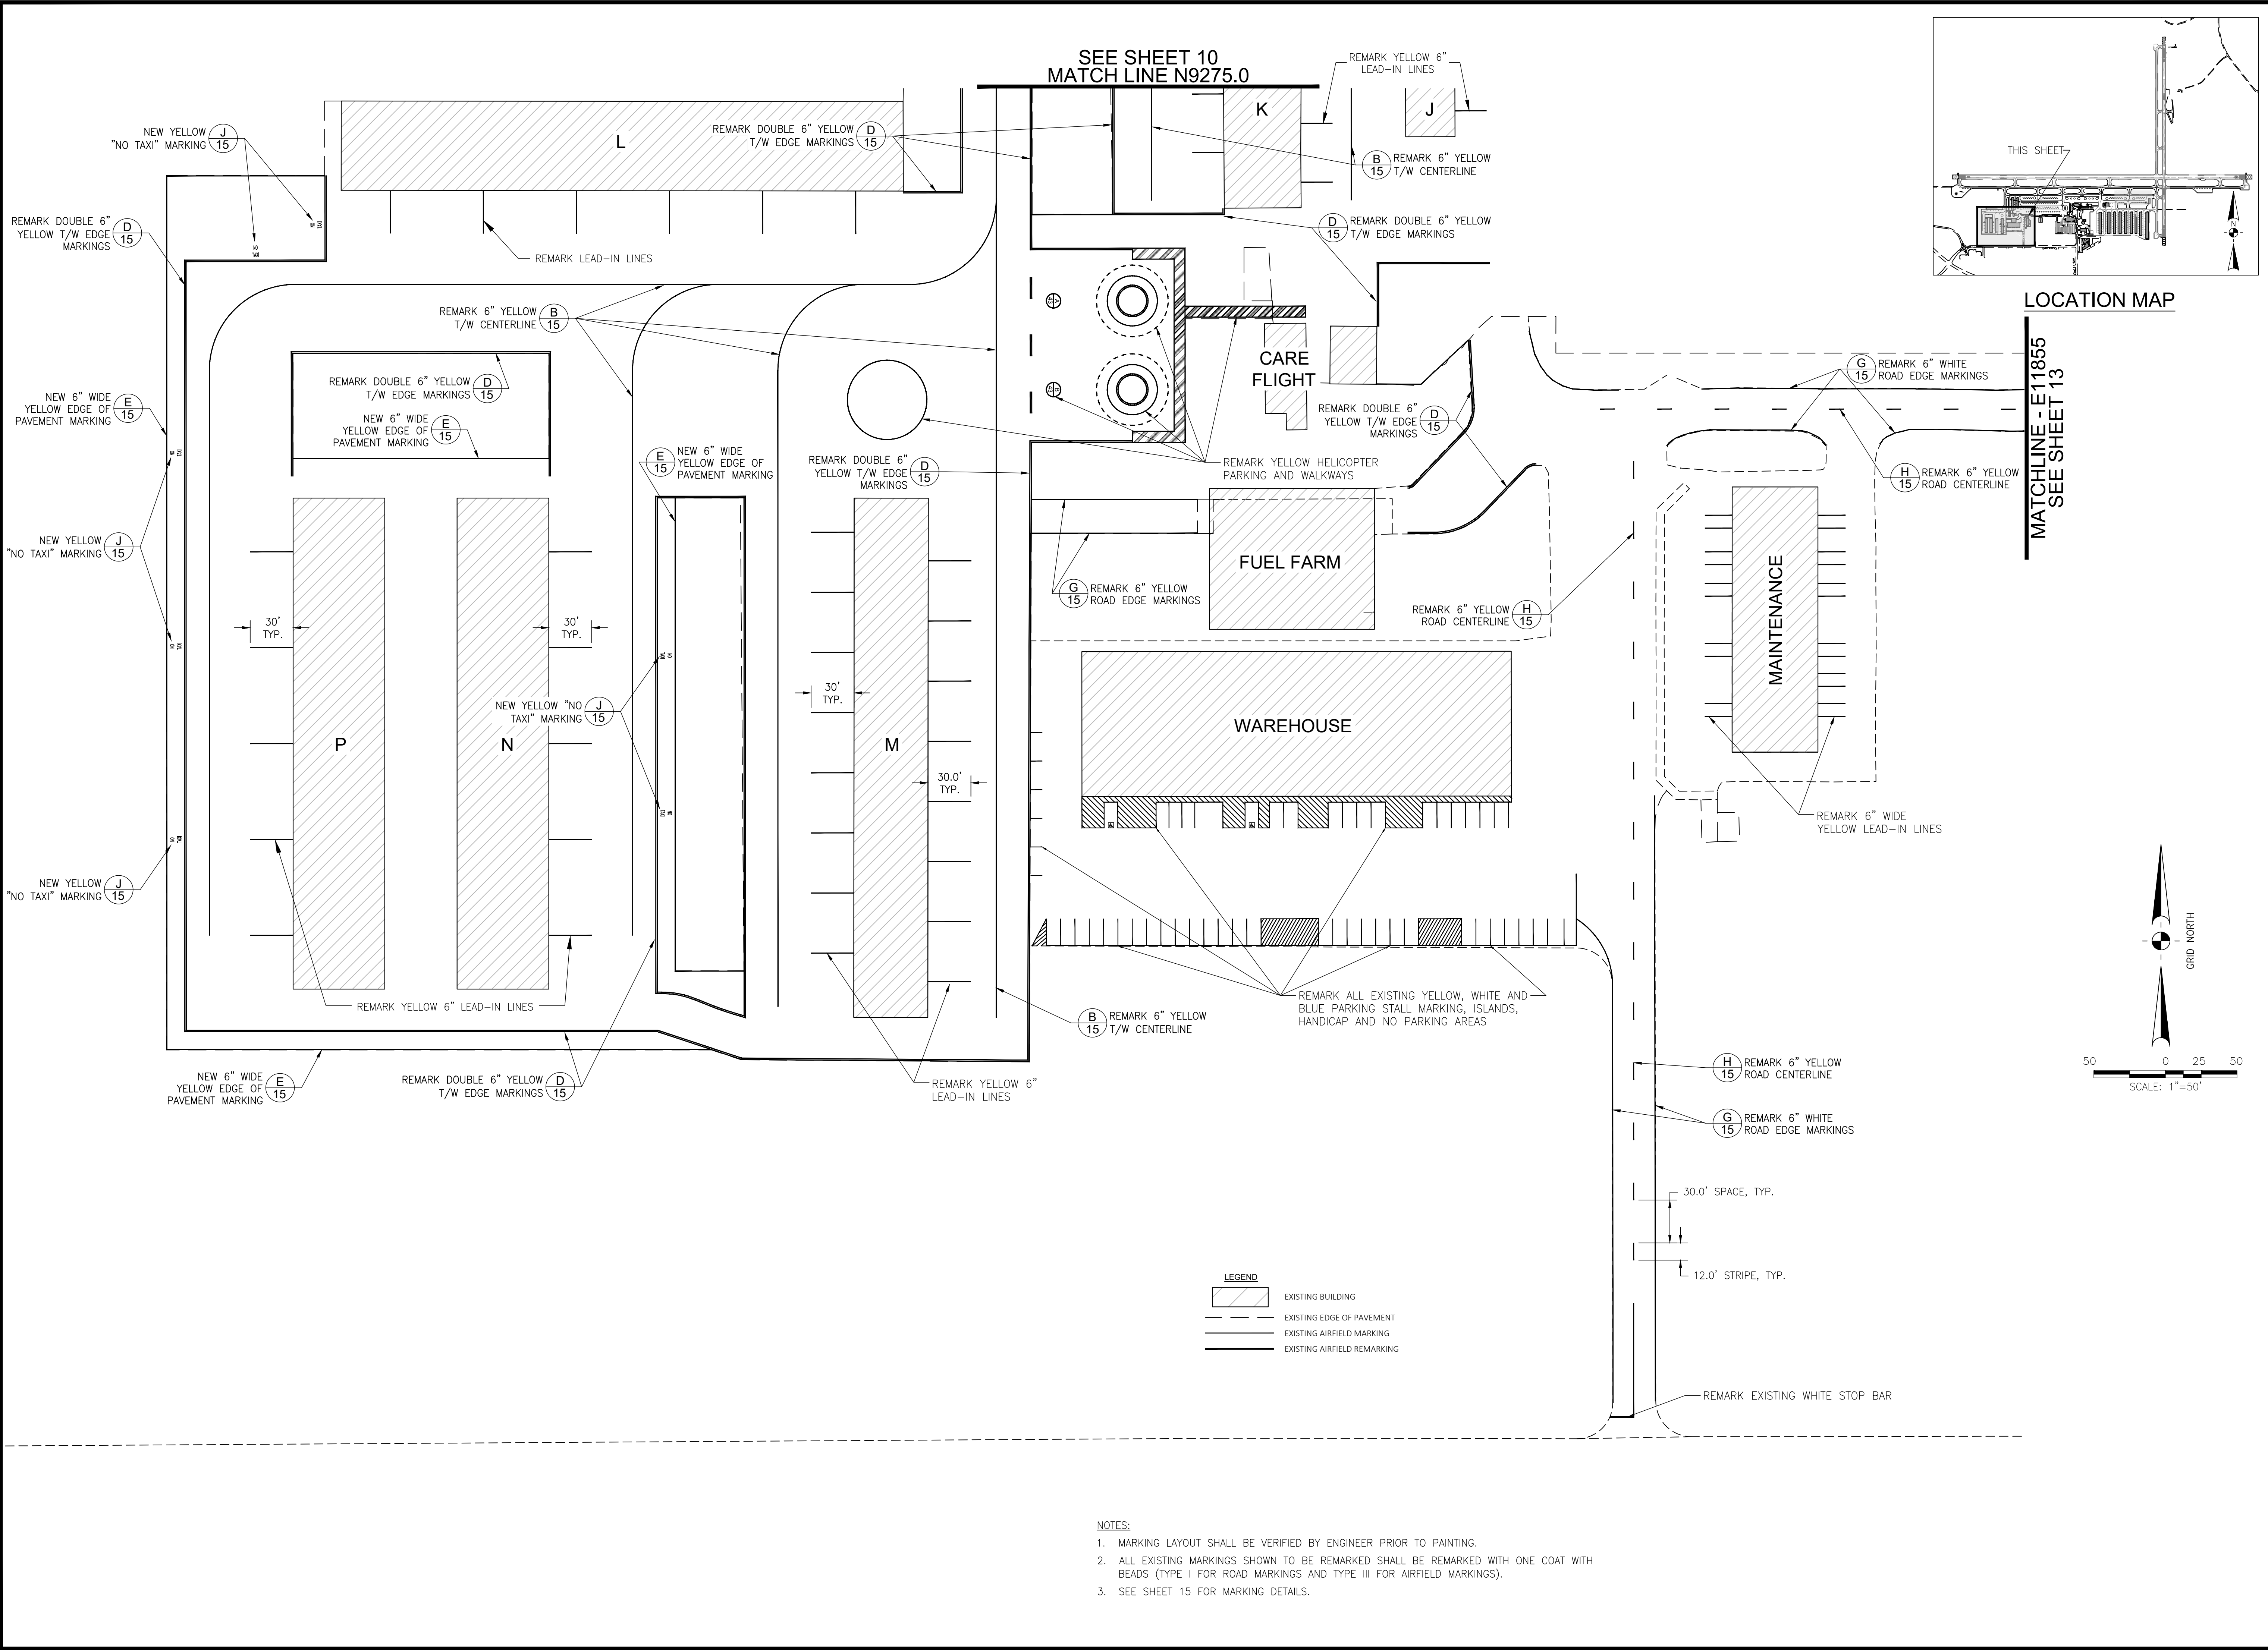 SEE SHEET 10
MATCH LINE N9275.0
REMARK YELLOW 6"
LEAD-IN LINES
K
J
NEW YELLOW
"NO TAXI" MARKING
J
15
L
REMARK DOUBLE 6" YELLOW
T/W EDGE MARKINGS
D
15
B
15
REMARK 6" YELLOW
T/W CENTERLINE
THIS SHEET
N
LOCATION MAP
REMARK DOUBLE 6"
YELLOW T/W EDGE
MARKINGS
D
15
NO
TAXI
NO
TAXI
REMARK LEAD-IN LINES
D
15
REMARK DOUBLE 6" YELLOW
T/W EDGE MARKINGS
REMARK 6" YELLOW
T/W CENTERLINE
B
15
CARE
FLIGHT
MATCHLINE - E11855
SEE SHEET 13
G
15
REMARK 6" WHITE
ROAD EDGE MARKINGS
NEW 6" WIDE
YELLOW EDGE OF
PAVEMENT MARKING
E
15
REMARK DOUBLE 6" YELLOW
T/W EDGE MARKINGS
D
15
NEW 6" WIDE
YELLOW EDGE OF
PAVEMENT MARKING
E
15
REMARK DOUBLE 6"
YELLOW T/W EDGE
MARKINGS
D
15
NO
TAXI
E
15
NEW 6" WIDE
YELLOW EDGE OF
PAVEMENT MARKING
REMARK DOUBLE 6"
YELLOW T/W EDGE
MARKINGS
D
15
REMARK YELLOW HELICOPTER
PARKING AND WALKWAYS
H
15
REMARK 6" YELLOW
ROAD CENTERLINE
NEW YELLOW
"NO TAXI" MARKING
J
15
FUEL FARM
MAINTENANCE
G
15
REMARK 6" YELLOW
ROAD EDGE MARKINGS
REMARK 6" YELLOW
ROAD CENTERLINE
H
15
30'
TYP.
30'
TYP.
NO
TAXI
NO
TAXI
30'
TYP.
NEW YELLOW "NO
TAXI" MARKING
J
15
WAREHOUSE
P
N
M
30.0'
TYP.
NO
TAXI
NO
TAXI
REMARK 6" WIDE
YELLOW LEAD-IN LINES
NEW YELLOW
"NO TAXI" MARKING
J
15
GRID NORTH
REMARK YELLOW 6" LEAD-IN LINES
REMARK ALL EXISTING YELLOW, WHITE AND
BLUE PARKING STALL MARKING, ISLANDS,
HANDICAP AND NO PARKING AREAS
B
15
REMARK 6" YELLOW
T/W CENTERLINE
NEW 6" WIDE
YELLOW EDGE OF
PAVEMENT MARKING
E
15
REMARK DOUBLE 6" YELLOW
T/W EDGE MARKINGS
D
15
REMARK YELLOW 6"
LEAD-IN LINES
H
15
REMARK 6" YELLOW
ROAD CENTERLINE
50 0 25 50
SCALE: 1"=50'
G
15
REMARK 6" WHITE
ROAD EDGE MARKINGS
30.0' SPACE, TYP.
12.0' STRIPE, TYP.
LEGEND
EXISTING BUILDING
EXISTING EDGE OF PAVEMENT
EXISTING AIRFIELD MARKING
EXISTING AIRFIELD REMARKING
REMARK EXISTING WHITE STOP BAR
NOTES:
1. MARKING LAYOUT SHALL BE VERIFIED BY ENGINEER PRIOR TO PAINTING.
2. ALL EXISTING MARKINGS SHOWN TO BE REMARKED SHALL BE REMARKED WITH ONE COAT WITH
BEADS (TYPE I FOR ROAD MARKINGS AND TYPE III FOR AIRFIELD MARKINGS).
3. SEE SHEET 15 FOR MARKING DETAILS.